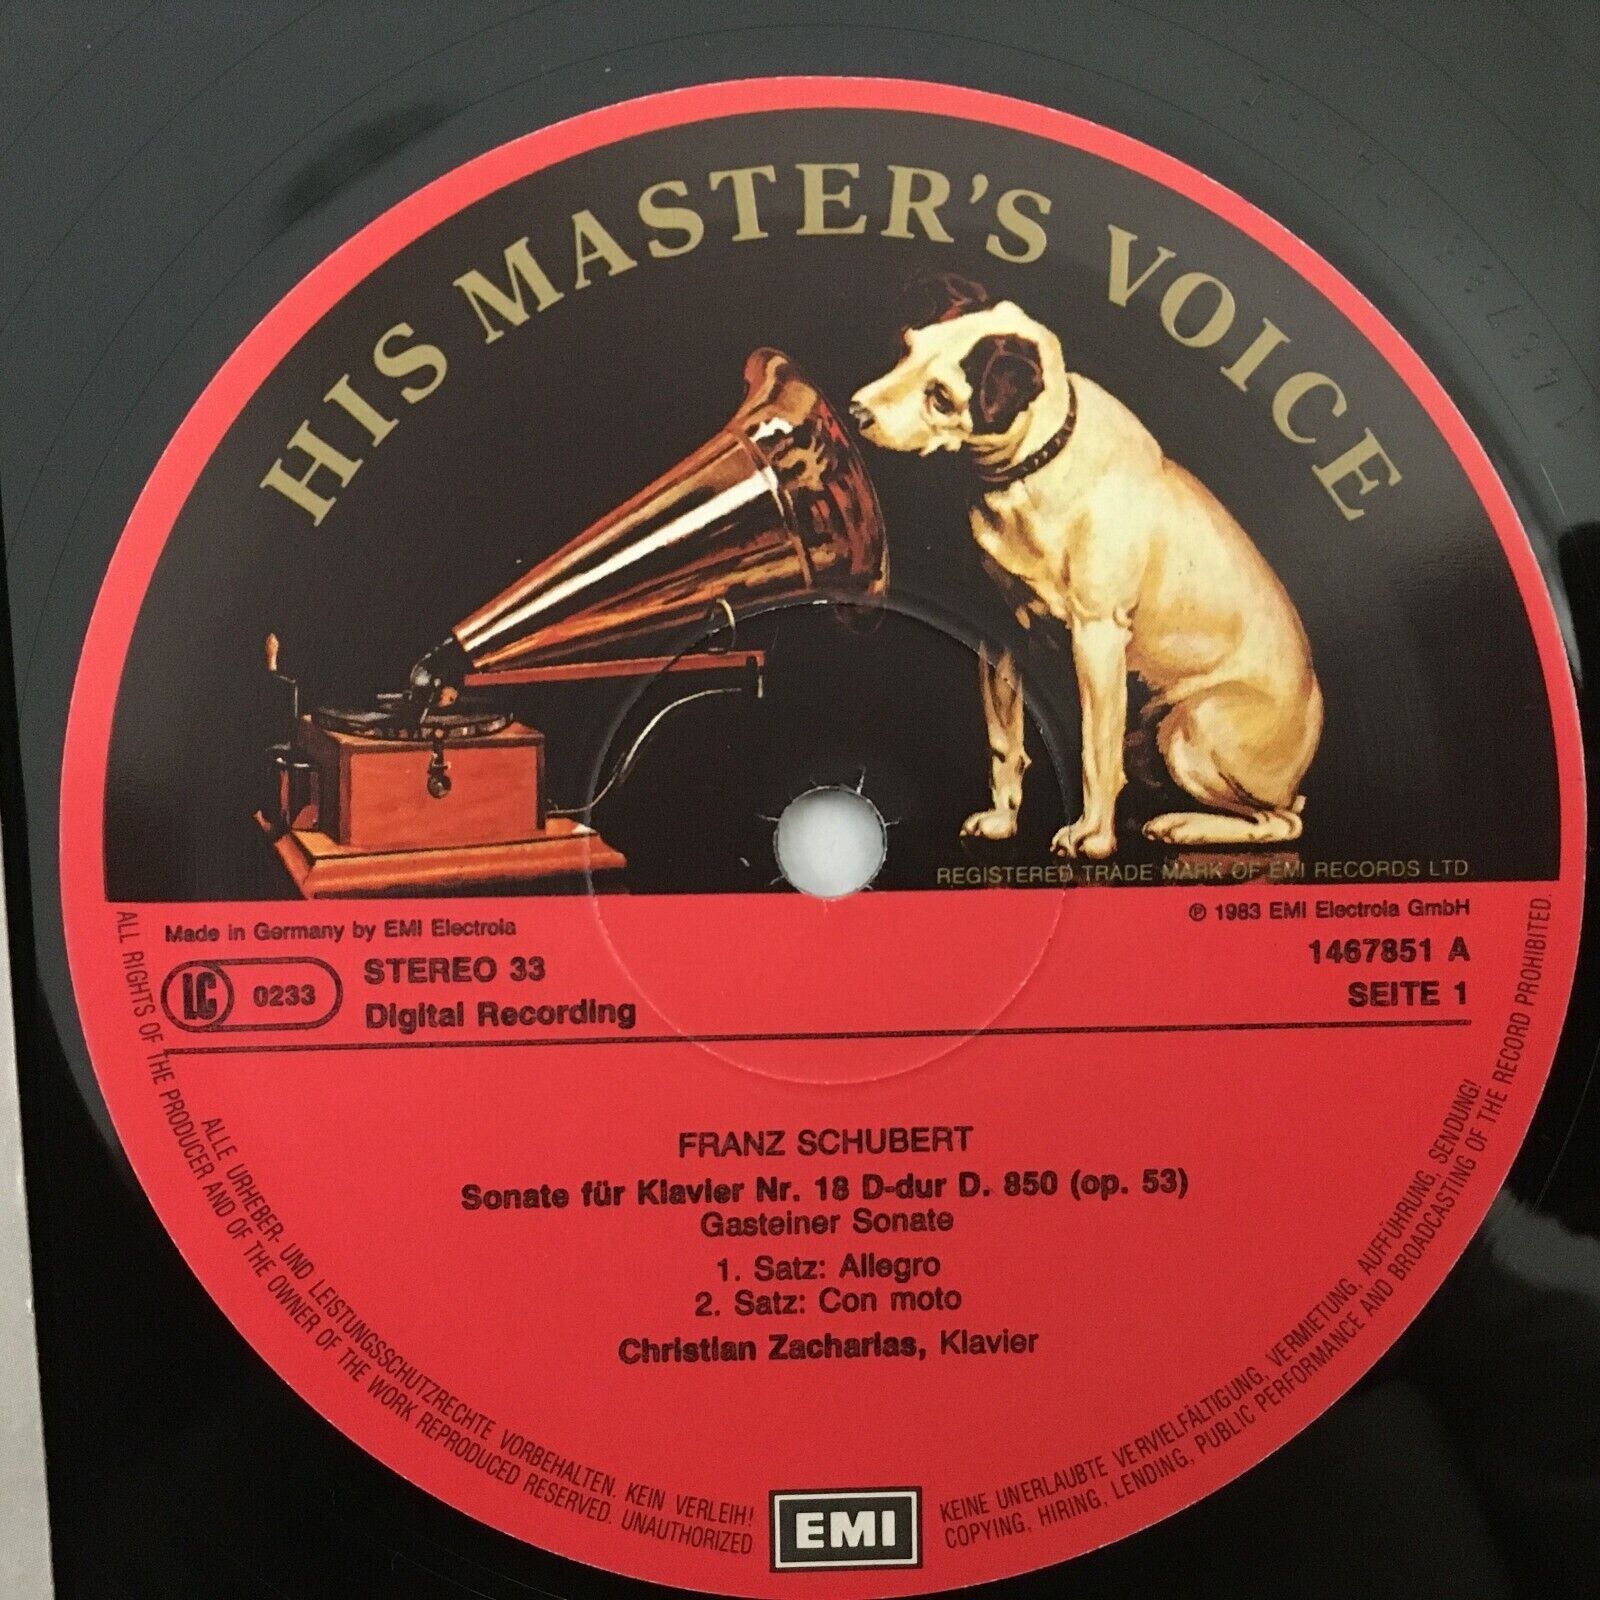 HIS MASTER'S VOICE
REGISTERED TRADE MARK OF EMI RECORDS LTD.
Made in Germany by EMI Electrola
℗ 1983 EMI Electrola GmbH
LC 0233
STEREO 33
Digital Recording
1467851 A
SEITE 1
FRANZ SCHUBERT
Sonate für Klavier Nr. 18 D-dur D. 850 (op. 53)
Gasteiner Sonate
1. Satz: Allegro
2. Satz: Con moto
Christian Zacharias, Klavier
ALLE URHEBER- UND LEISTUNGSSCHUTZRECHTE VORBEHALTEN. KEIN VERLEIH! KEINE UNERLAUBTE VERVIELFÄLTIGUNG, VERMIETUNG, AUFFÜHRUNG, SENDUNG!
ALL RIGHTS OF THE PRODUCER AND OF THE OWNER OF THE WORK REPRODUCED RESERVED. UNAUTHORIZED COPYING, HIRING, LENDING, PUBLIC PERFORMANCE AND BROADCASTING OF THE RECORD PROHIBITED.
EMI